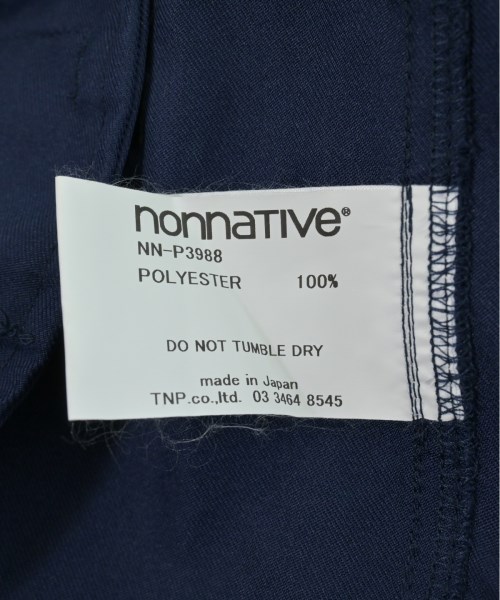 nonnative®
NN-P3988
POLYESTER 100%
DO NOT TUMBLE DRY
made in Japan
TNP.co.,ltd. 03 3464 8545